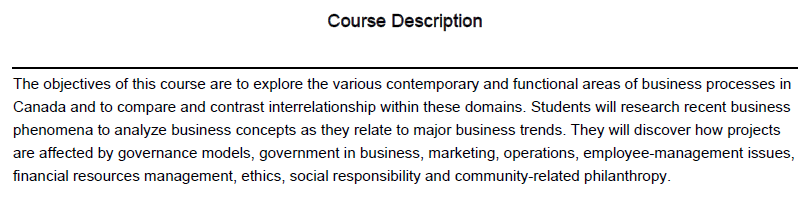 Course Description
The objectives of this course are to explore the various contemporary and functional areas of business processes in
Canada and to compare and contrast interrelationship within these domains. Students will research recent business
phenomena to analyze business concepts as they relate to major business trends. They will discover how projects
are affected by governance models, government in business, marketing, operations, employee-management issues,
financial resources management, ethics, social responsibility and community-related philanthropy.